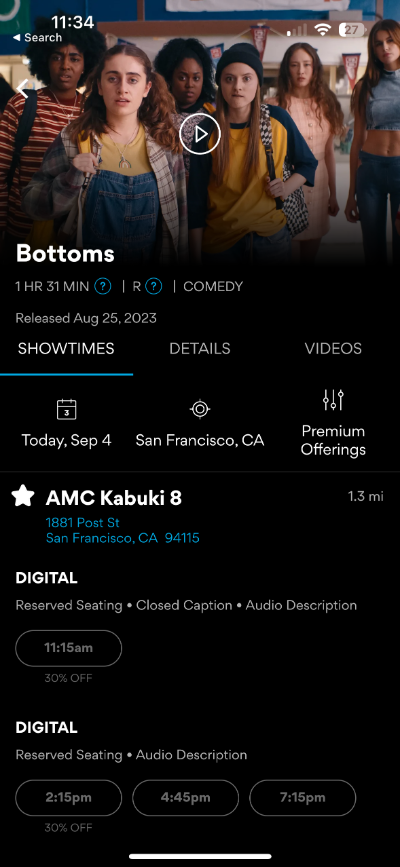 11:34
27
◀ Search
Bottoms
1 HR 31 MIN ? | R ? | COMEDY
Released Aug 25, 2023
SHOWTIMES DETAILS VIDEOS
3
Today, Sep 4 San Francisco, CA Premium
Offerings
AMC Kabuki 8 1.3 mi
1881 Post St
San Francisco, CA 94115
DIGITAL
Reserved Seating • Closed Caption • Audio Description
11:15am
30% OFF
DIGITAL
Reserved Seating • Audio Description
2:15pm 4:45pm 7:15pm
30% OFF